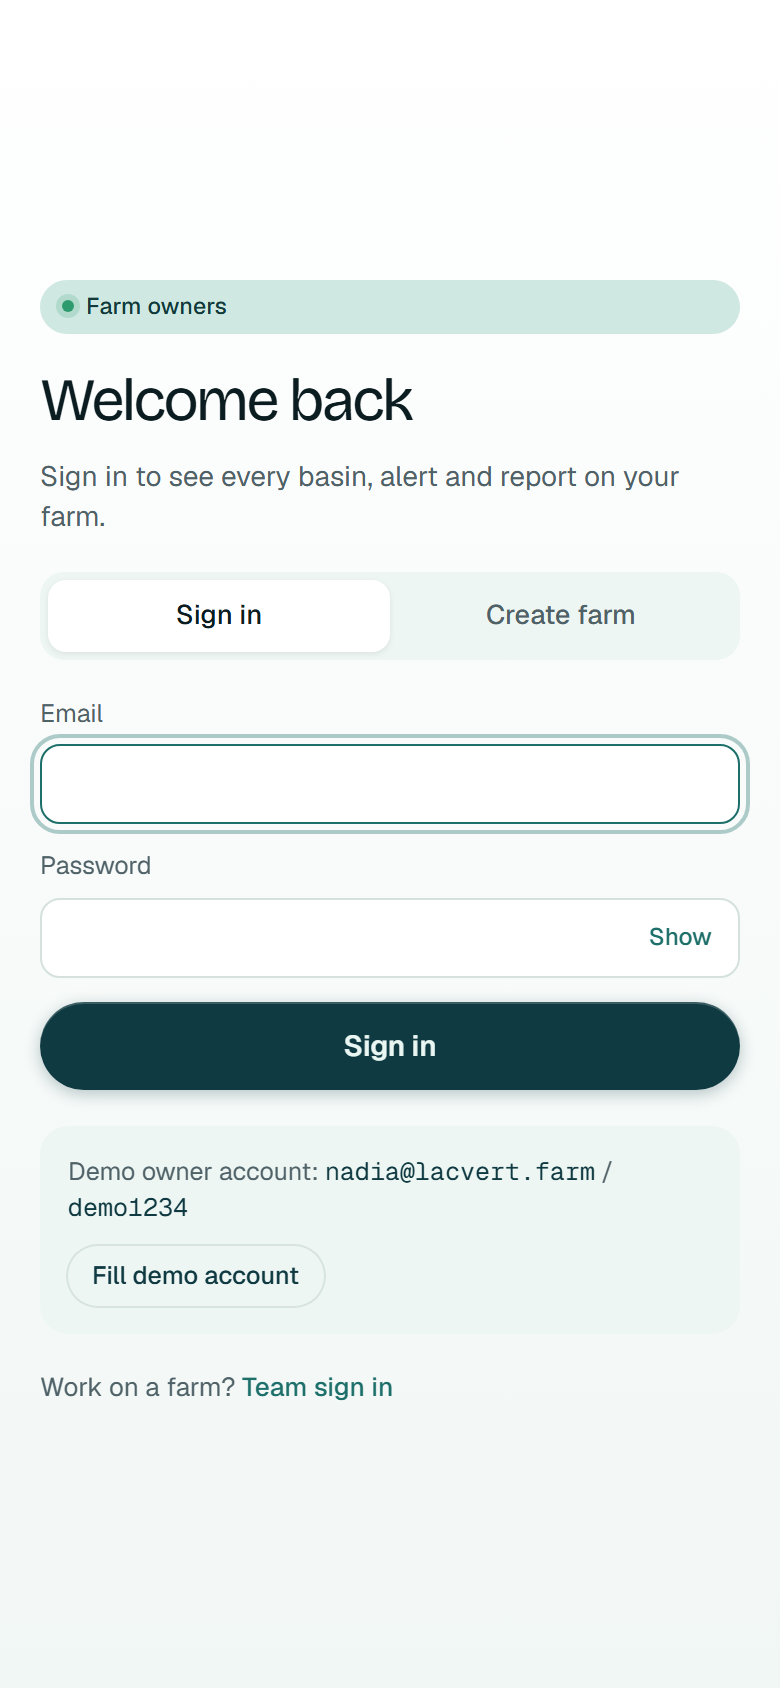 Farm owners
Welcome back
Sign in to see every basin, alert and report on your
farm.
Sign in
Create farm
Email
Password
Show
Sign in
Demo owner account: nadia@lacvert.farm /
demo1234
Fill demo account
Work on a farm? Team sign in